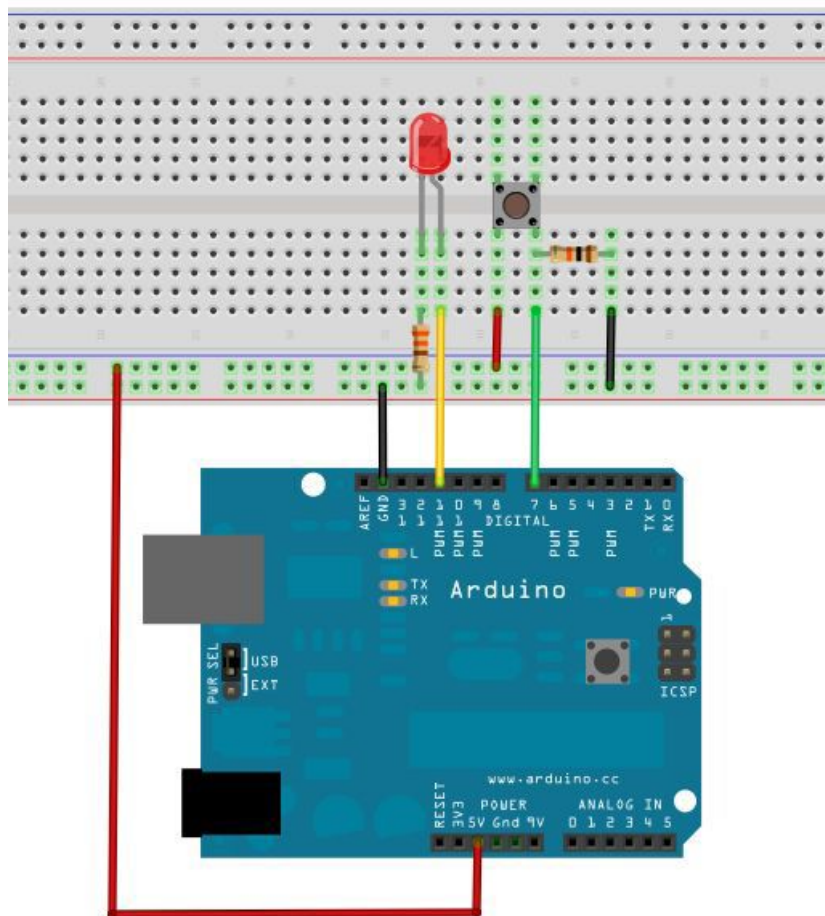 AREF
GND
13
12
PWM 11
PWM 10
PWM 9
8
DIGITAL
7
PWM 6
PWM 5
4
PWM 3
2
TX 1
RX 0
L
TX
RX
Arduino
PWR
1
ICSP
PWR SEL
USB
EXT
www.arduino.cc
POWER
ANALOG IN
RESET
3V3
5V Gnd 9V
0 1 2 3 4 5